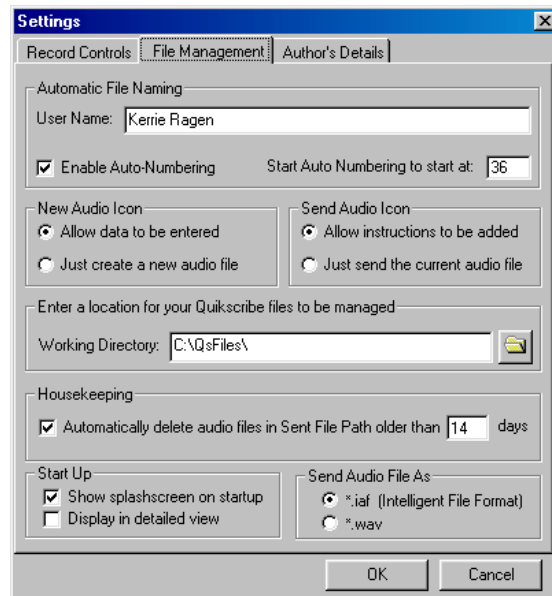 Settings
Record Controls File Management Author's Details
Automatic File Naming
User Name: Kerrie Ragen
Enable Auto-Numbering Start Auto Numbering to start at: 36
New Audio Icon Send Audio Icon
Allow data to be entered Allow instructions to be added
Just create a new audio file Just send the current audio file
Enter a location for your Quikscribe files to be managed
Working Directory: C:\QsFiles\
Housekeeping
Automatically delete audio files in Sent File Path older than 14 days
Start Up Send Audio File As
Show splashscreen on startup *.iaf (Intelligent File Format)
Display in detailed view *.wav
OK Cancel